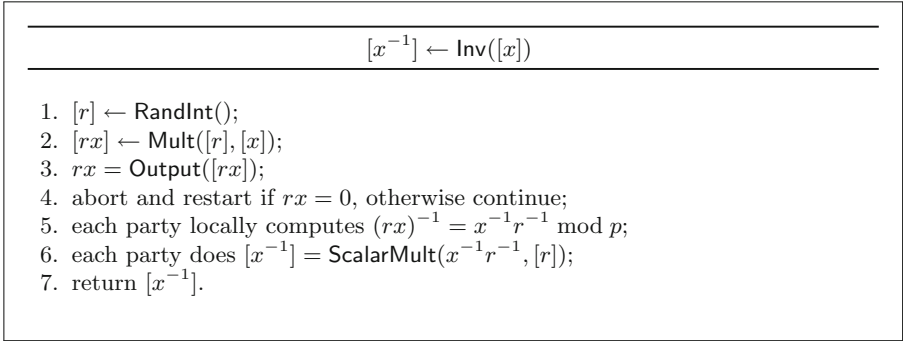 [x⁻¹] ← Inv([x])
1. [r] ← RandInt();
2. [rx] ← Mult([r], [x]);
3. rx = Output([rx]);
4. abort and restart if rx = 0, otherwise continue;
5. each party locally computes (rx)⁻¹ = x⁻¹r⁻¹ mod p;
6. each party does [x⁻¹] = ScalarMult(x⁻¹r⁻¹, [r]);
7. return [x⁻¹].